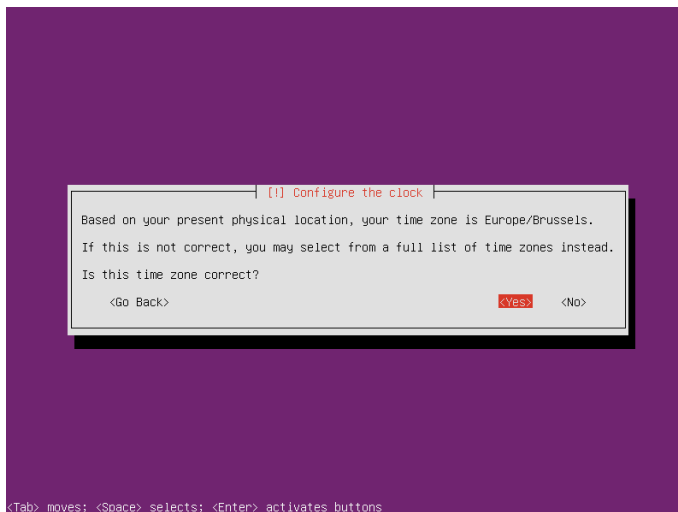 [!] Configure the clock
Based on your present physical location, your time zone is Europe/Brussels.
If this is not correct, you may select from a full list of time zones instead.
Is this time zone correct?
<Go Back> <Yes> <No>
<Tab> moves; <Space> selects; <Enter> activates buttons